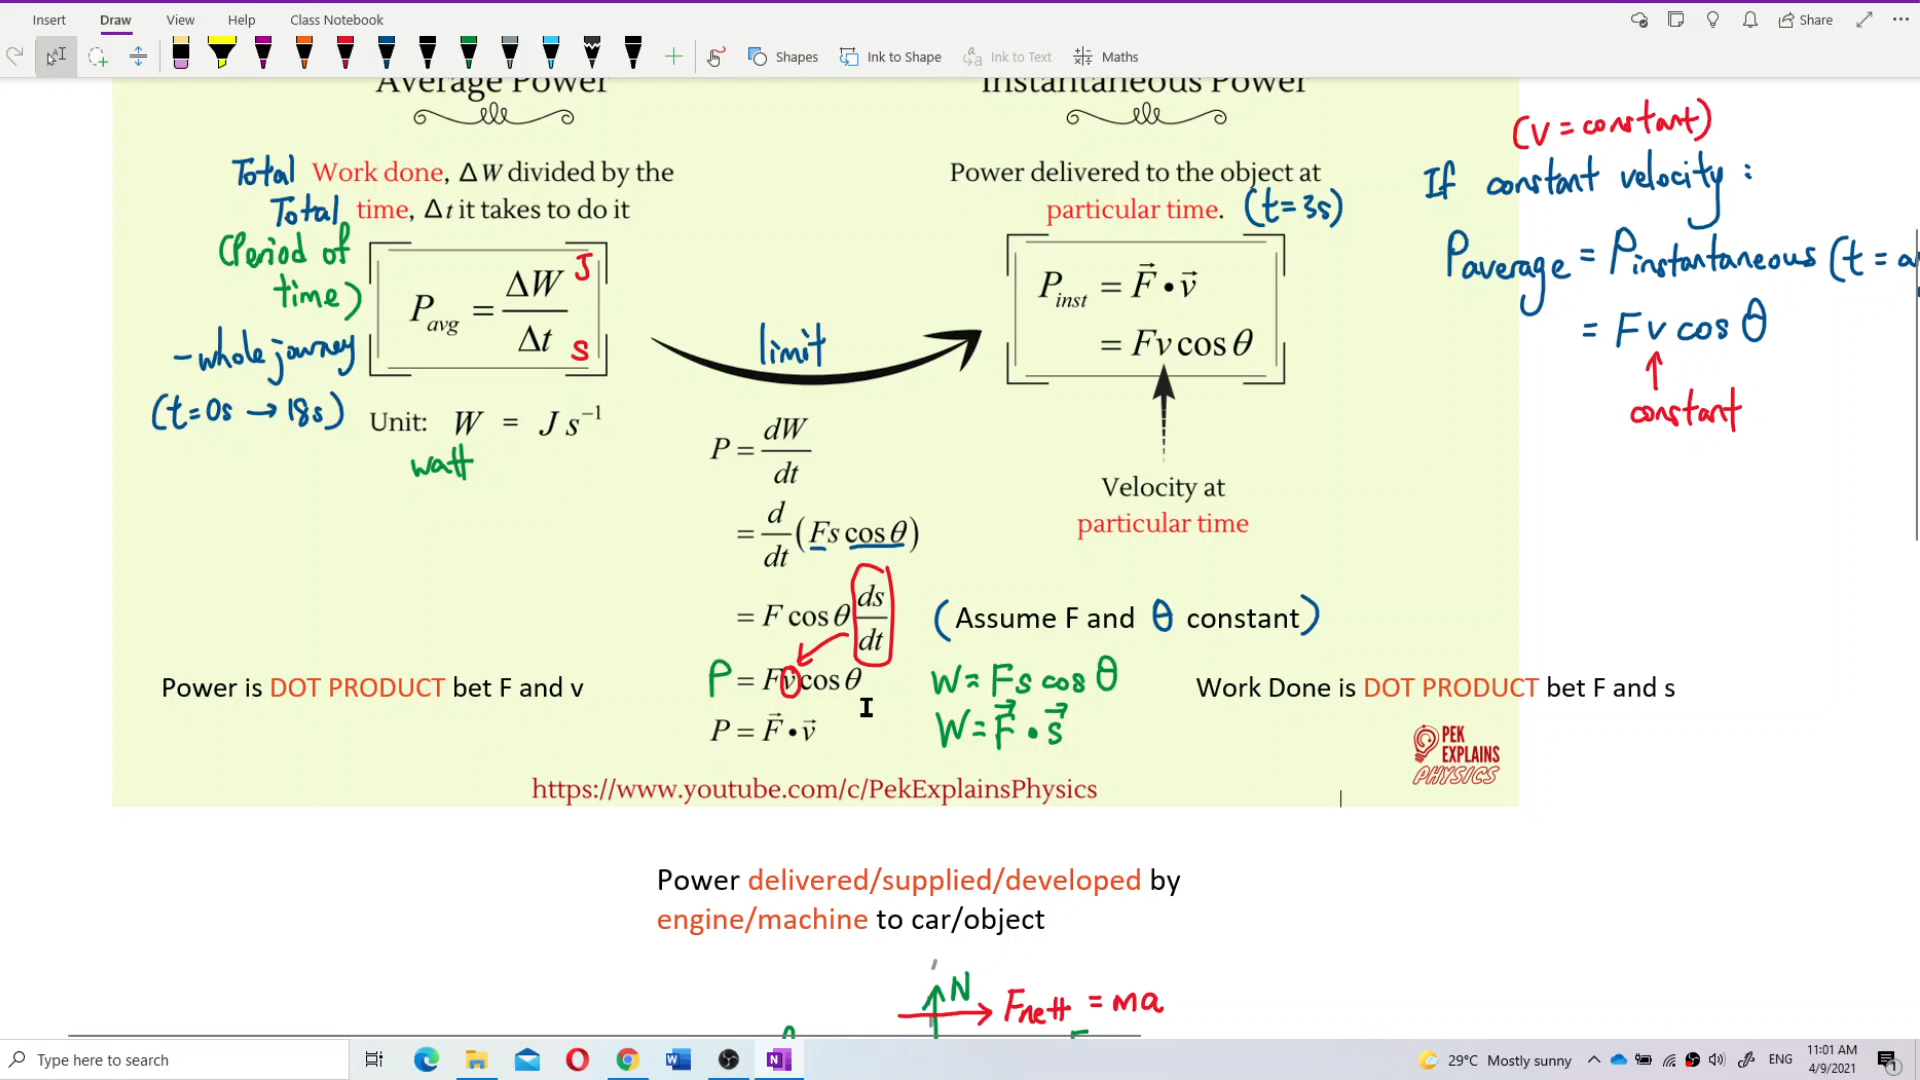 Insert Draw View Help Class Notebook
Share
Shapes Ink to Shape Ink to Text Maths
Average Power
Instantaneous Power
(v = constant)
Total Work done, ΔW divided by the
Total time, Δt it takes to do it
(Period of
time)
P_avg = ΔW / Δt
J
s
- whole journey
(t=0s → 18s)
Unit: W = J s⁻¹
watt
limit
Power delivered to the object at
particular time. (t=3s)
P_inst = F⃗ • v⃗
= Fv cos θ
Velocity at
particular time
If constant velocity :
P average = P instantaneous (t = a
= F v cos θ
↑
constant
P = dW/dt
= d/dt (Fs cos θ)
= F cos θ ds/dt
(Assume F and θ constant)
P = Fv cos θ
P = F⃗ • v⃗
W = Fs cos θ
W = F⃗ • s⃗
Power is DOT PRODUCT bet F and v
Work Done is DOT PRODUCT bet F and s
PEK
EXPLAINS
PHYSICS
https://www.youtube.com/c/PekExplainsPhysics
Power delivered/supplied/developed by
engine/machine to car/object
N
Fnett = ma
Type here to search
29°C Mostly sunny
ENG
11:01 AM
4/9/2021
1